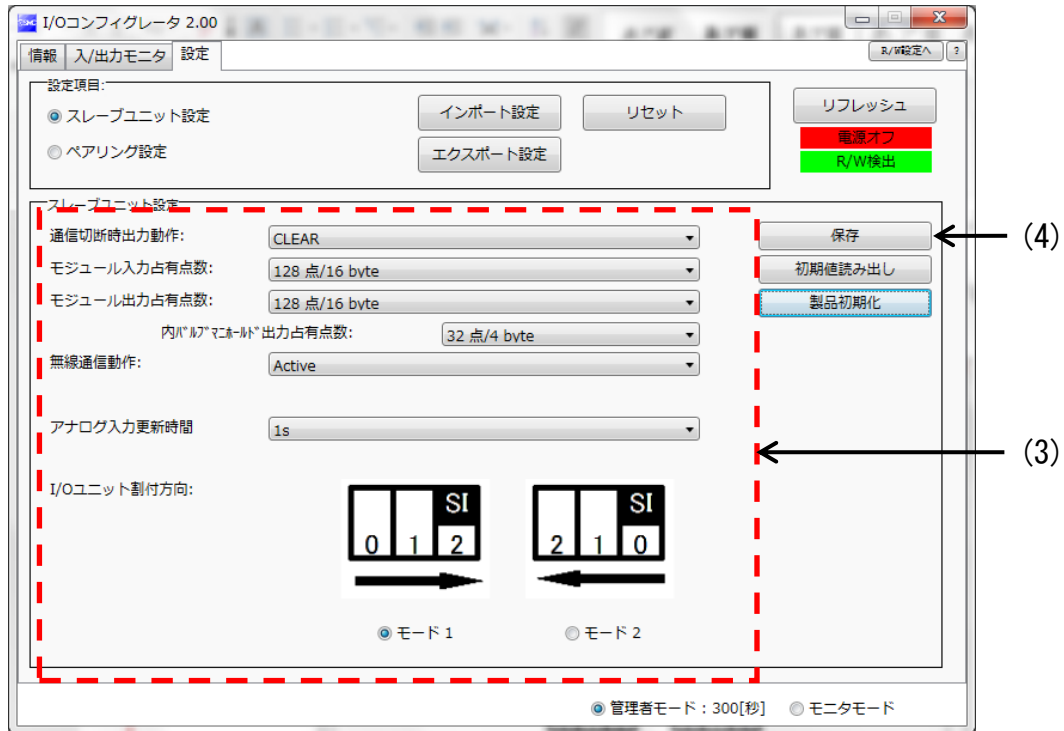 SMC I/Oコンフィグレータ 2.00
情報 入/出力モニタ 設定 R/W設定へ ?
設定項目:
スレーブユニット設定 インポート設定 リセット リフレッシュ
電源オフ
ペアリング設定 エクスポート設定 R/W検出
スレーブユニット設定
通信切断時出力動作: CLEAR 保存 (4)
モジュール入力占有点数: 128 点/16 byte 初期値読み出し
モジュール出力占有点数: 128 点/16 byte 製品初期化
内バルブマニホールド出力占有点数: 32 点/4 byte
無線通信動作: Active
アナログ入力更新時間 1s
(3)
I/Oユニット割付方向:
SI SI
0 1 2 2 1 0
モード 1 モード 2
管理者モード : 300[秒] モニタモード